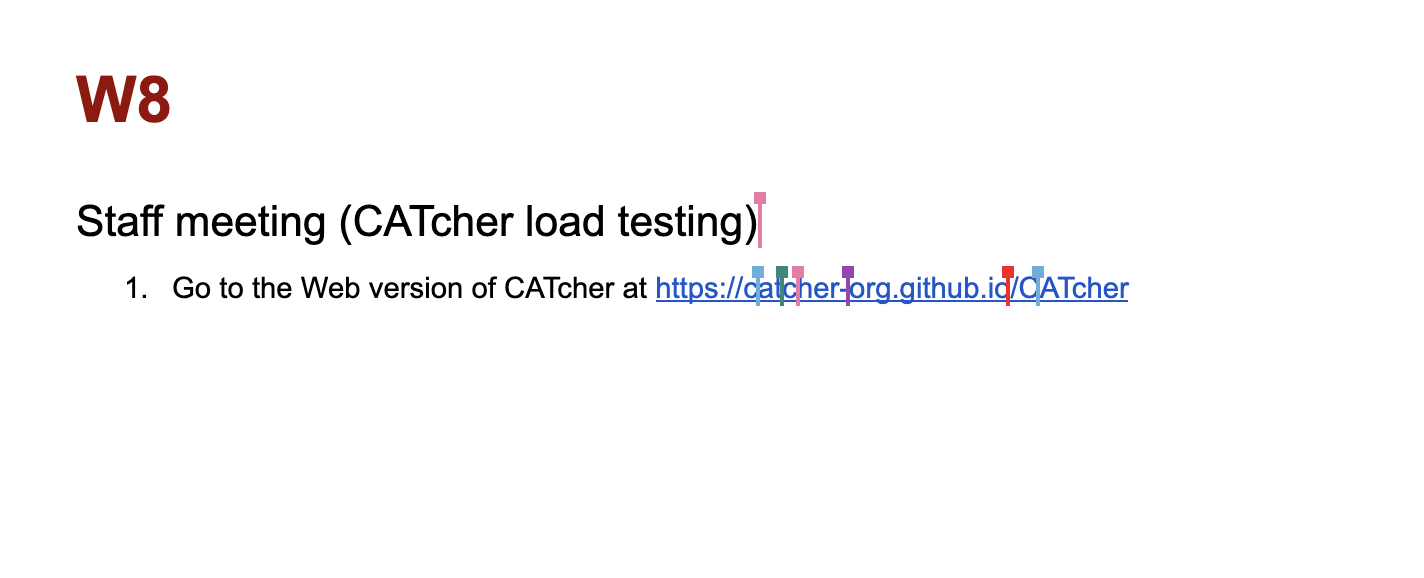 W8
Staff meeting (CATcher load testing)
1. Go to the Web version of CATcher at https://catcher-org.github.io/CATcher